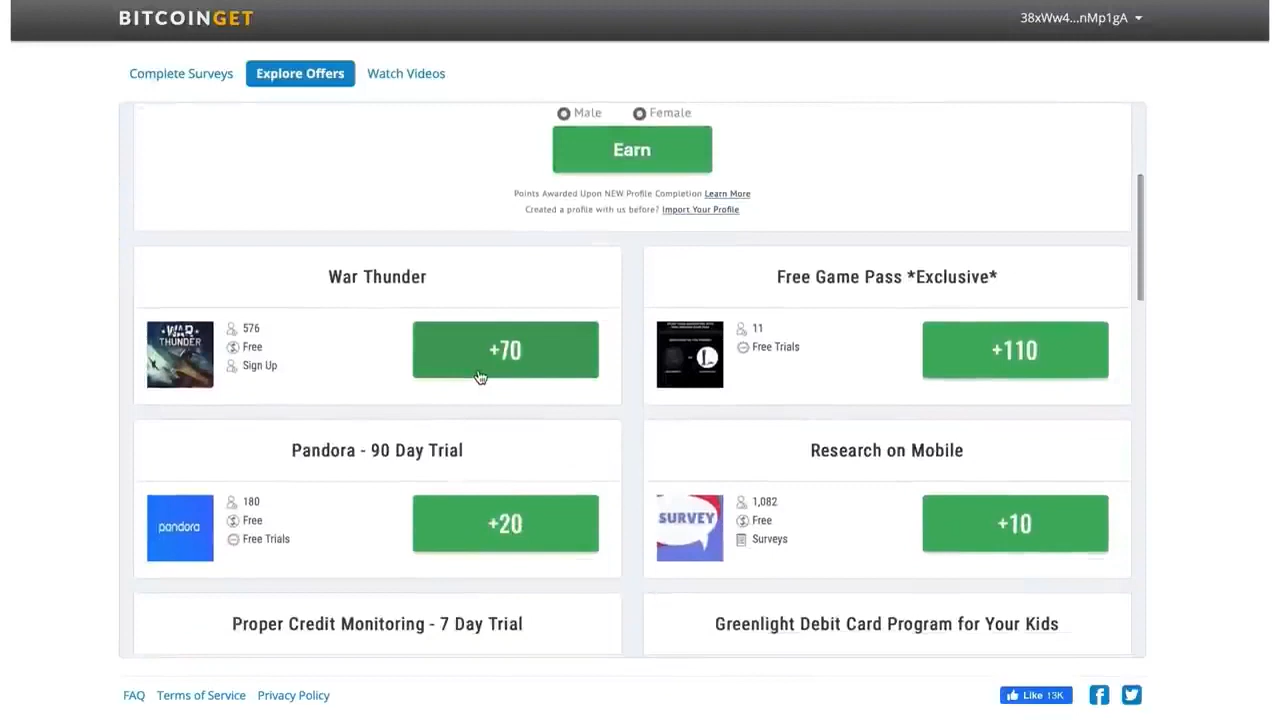 BITCOINGET
38xWw4...nMp1gA
Complete Surveys
Explore Offers
Watch Videos
Male
Female
Earn
Points Awarded Upon NEW Profile Completion Learn More
Created a profile with us before? Import Your Profile
War Thunder
WAR THUNDER
576
Free
Sign Up
+70
Free Game Pass *Exclusive*
11
Free Trials
+110
Pandora - 90 Day Trial
pandora
180
Free
Free Trials
+20
Research on Mobile
SURVEY
1,082
Free
Surveys
+10
Proper Credit Monitoring - 7 Day Trial
Greenlight Debit Card Program for Your Kids
FAQ
Terms of Service
Privacy Policy
Like 13K